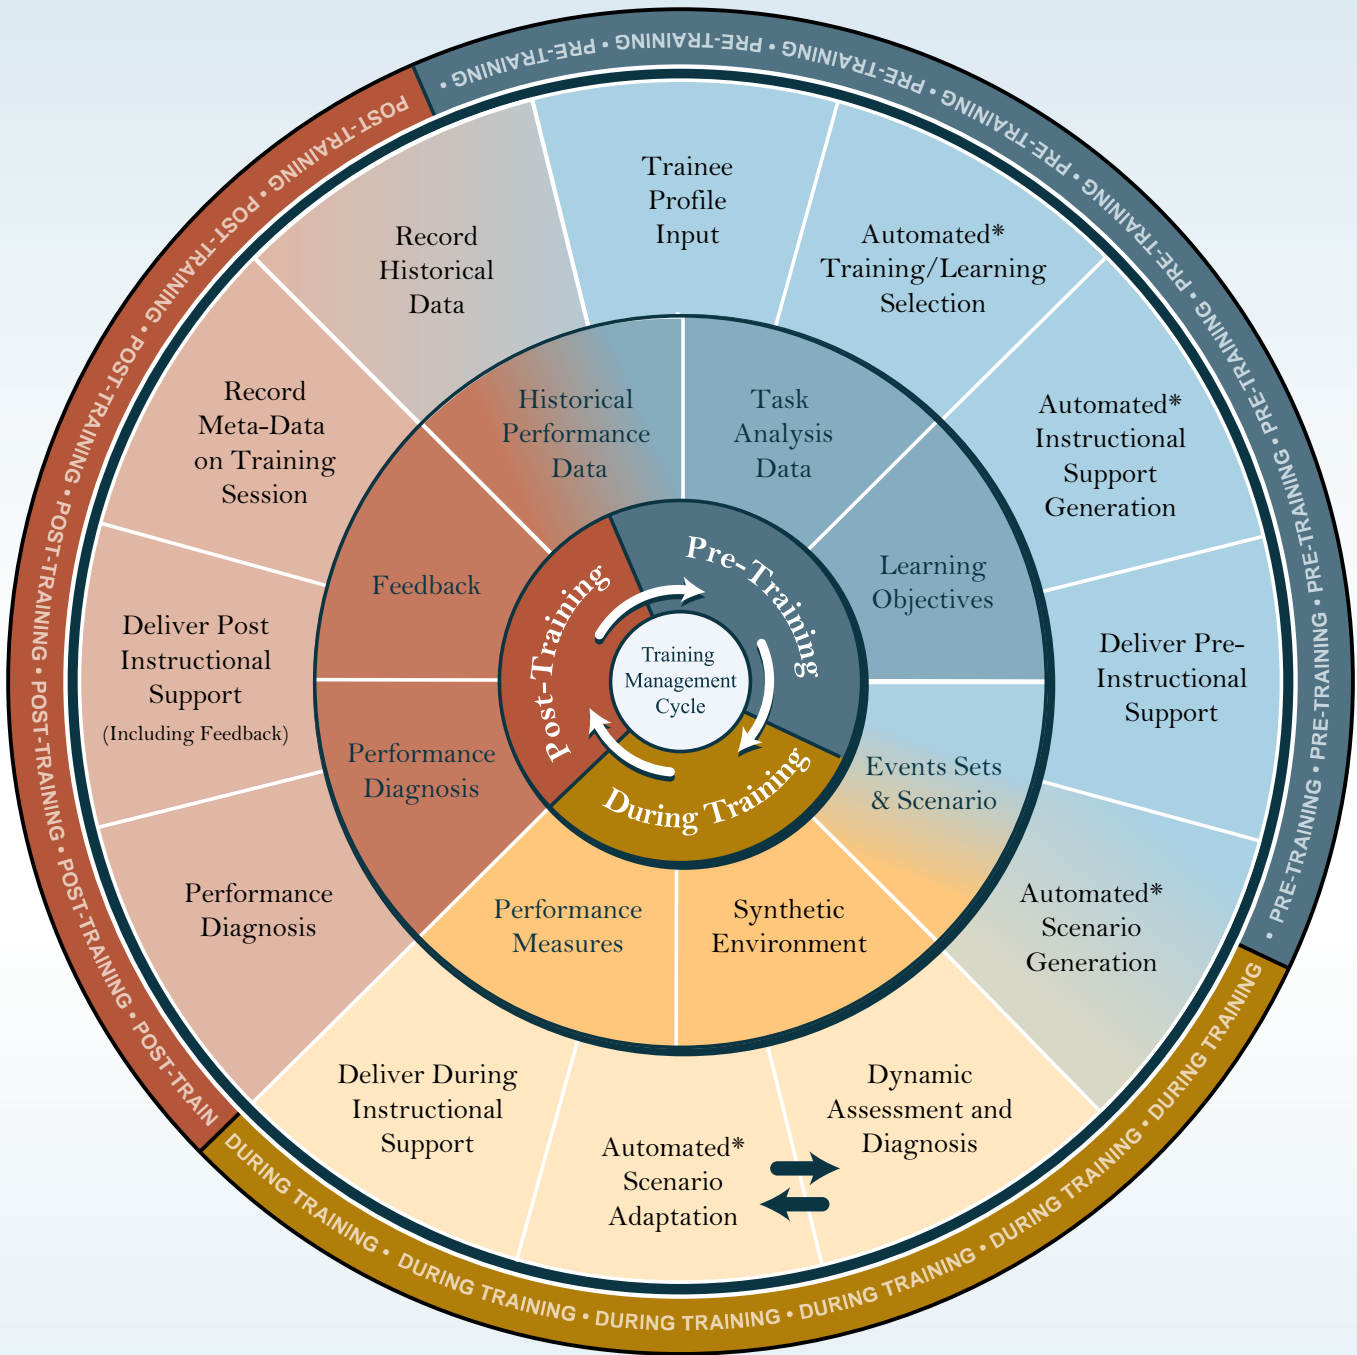 • PRE-TRAINING • PRE-TRAINING • PRE-TRAINING • PRE-TRAINING • PRE-TRAINING • PRE-TRAINING • PRE-TRAINING • PRE-TRAINING • PRE-TRAINING • PRE-TRAINING •
DURING TRAINING • DURING TRAINING • DURING TRAINING • DURING TRAINING • DURING TRAINING • DURING TRAINING
POST-TRAINING • POST-TRAINING • POST-TRAINING • POST-TRAINING • POST-TRAINING • POST-TRAINING • POST-TRAINING • POST-TRAIN
Trainee
Profile
Input
Automated*
Training/Learning
Selection
Automated*
Instructional
Support
Generation
Deliver Pre-
Instructional
Support
Automated*
Scenario
Generation
Dynamic
Assessment and
Diagnosis
Automated*
Scenario
Adaptation
Deliver During
Instructional
Support
Performance
Diagnosis
Deliver Post
Instructional
Support
(Including Feedback)
Record
Meta-Data
on Training
Session
Record
Historical
Data
Historical
Performance
Data
Task
Analysis
Data
Learning
Objectives
Events Sets
& Scenario
Synthetic
Environment
Performance
Measures
Performance
Diagnosis
Feedback
Pre-Training
During Training
Post-Training
Training
Management
Cycle